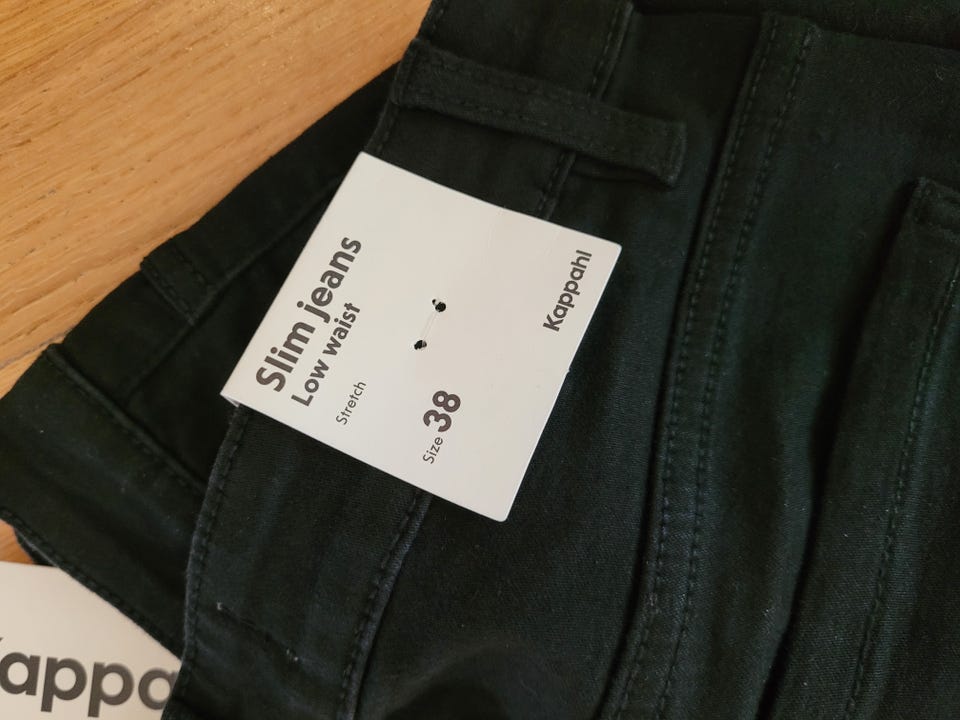 Slim jeans
Low waist
Stretch
Size 38
Kappahl
Kappa